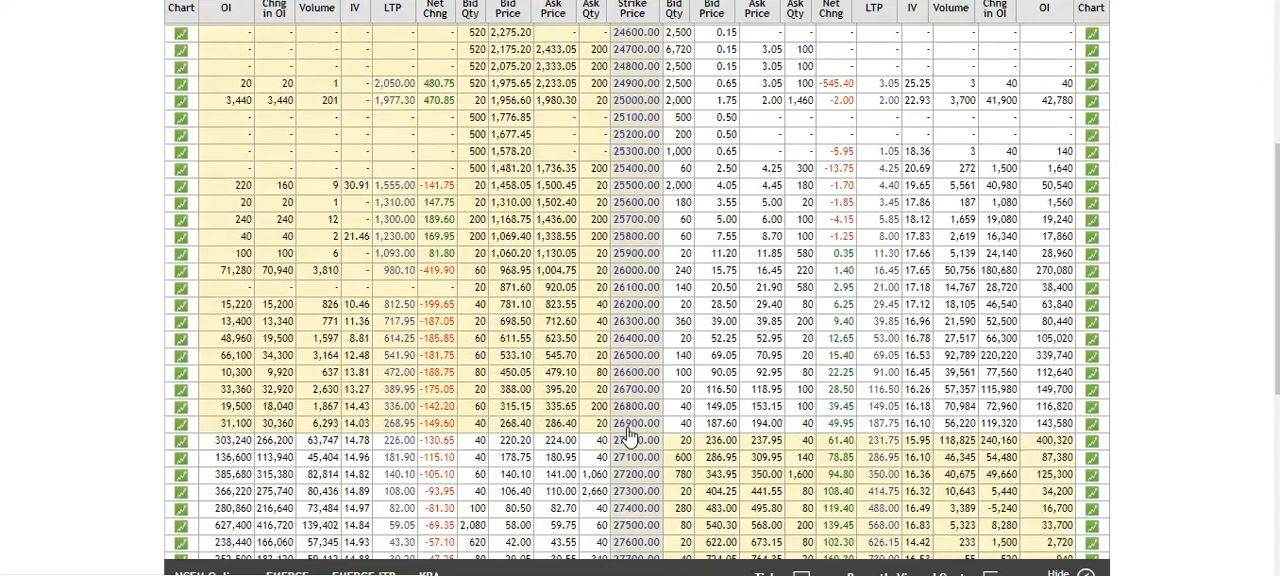 Chart OI Chng in OI Volume IV LTP Net Chng Bid Qty Bid Price Ask Price Ask Qty Strike Price Bid Qty Bid Price Ask Price Ask Qty Net Chng LTP IV Volume Chng in OI OI Chart
- - - - - - 520 2,275.20 - - 24600.00 2,500 0.15 - - - - - - - -
- - - - - - 520 2,175.20 2,433.05 200 24700.00 6,720 0.15 3.05 100 - - - - - -
- - - - - - 520 2,075.20 2,333.05 200 24800.00 2,500 0.15 3.05 100 - - - - - -
20 20 1 - 2,050.00 480.75 520 1,975.65 2,233.05 200 24900.00 2,500 0.65 3.05 100 -545.40 3.05 25.25 3 40 40
3,440 3,440 201 - 1,977.30 470.85 20 1,956.60 1,980.30 20 25000.00 2,000 1.75 2.00 1,460 -2.00 2.00 22.93 3,700 41,900 42,780
- - - - - - 500 1,776.85 - - 25100.00 500 0.50 - - - - - - - -
- - - - - - 500 1,677.45 - - 25200.00 200 0.50 - - - - - - - -
- - - - - - 500 1,578.20 - - 25300.00 1,000 0.65 - - -5.95 1.05 18.36 3 40 140
- - - - - - 500 1,481.20 1,736.35 200 25400.00 60 2.50 4.25 300 -13.75 4.25 20.69 272 1,500 1,640
220 160 9 30.91 1,555.00 -141.75 20 1,458.05 1,500.45 20 25500.00 2,000 4.05 4.45 180 -1.70 4.40 19.65 5,561 40,980 50,540
20 20 1 - 1,310.00 147.75 20 1,310.00 1,502.40 20 25600.00 180 3.55 5.00 20 -1.85 3.45 17.86 187 1,080 1,560
240 240 12 - 1,300.00 189.60 200 1,168.75 1,436.00 200 25700.00 60 5.00 6.00 100 -4.15 5.85 18.12 1,659 19,080 19,240
40 40 2 21.46 1,230.00 169.95 200 1,069.40 1,338.55 200 25800.00 60 7.55 8.70 100 -1.25 8.00 17.83 2,619 16,340 17,860
100 100 6 - 1,093.00 81.80 20 1,060.20 1,130.05 20 25900.00 20 11.20 11.85 580 0.35 11.30 17.66 5,139 24,140 28,960
71,280 70,940 3,810 - 980.10 -419.90 60 968.95 1,004.75 20 26000.00 240 15.75 16.45 220 1.40 16.45 17.65 50,756 180,680 270,080
- - - - - - 20 871.60 920.05 20 26100.00 140 20.50 21.90 580 2.95 21.00 17.18 14,767 28,720 38,400
15,220 15,200 826 10.46 812.50 -199.65 20 781.10 823.55 40 26200.00 20 28.50 29.40 80 6.25 29.45 17.12 18,105 46,540 63,840
13,400 13,340 771 11.36 717.95 -187.05 20 698.50 712.60 40 26300.00 360 39.00 39.85 200 9.40 39.85 16.96 21,590 52,500 80,440
48,960 19,500 1,597 8.81 614.25 -185.85 20 611.55 623.50 20 26400.00 20 52.25 52.95 20 12.65 53.00 16.78 27,517 66,300 105,020
66,100 34,300 3,164 12.48 541.90 -181.75 20 533.10 545.70 20 26500.00 140 69.05 70.95 20 15.40 69.05 16.53 92,789 220,220 339,740
10,300 9,920 637 13.81 472.00 -188.75 80 450.05 479.10 80 26600.00 100 90.05 92.95 80 22.25 91.00 16.45 39,561 77,560 112,640
33,360 32,920 2,630 13.27 389.95 -175.05 20 388.00 395.20 20 26700.00 20 116.50 118.95 100 28.50 116.50 16.26 57,357 115,980 149,700
19,500 18,040 1,867 14.43 336.00 -142.20 60 315.15 335.65 200 26800.00 40 149.05 153.15 100 39.45 149.05 16.18 70,984 72,960 116,820
31,100 30,360 6,293 14.03 268.95 -149.60 40 268.40 286.40 20 26900.00 40 187.60 194.00 40 49.95 187.75 16.10 56,222 119,320 143,580
303,240 266,200 63,747 14.78 226.00 -130.65 40 220.20 224.00 40 20 236.00 237.95 40 61.40 231.75 15.95 118,825 240,160 400,320
136,600 113,940 45,404 14.96 181.90 -115.10 40 178.75 180.95 40 27100.00 600 286.95 309.95 140 78.85 286.95 16.10 46,345 54,480 87,380
385,680 315,380 82,814 14.82 140.10 -105.10 60 140.10 141.00 1,060 27200.00 780 343.95 350.00 1,600 94.80 350.00 16.36 40,675 49,660 125,300
366,220 275,740 80,436 14.89 108.00 -93.95 40 106.40 110.00 2,660 27300.00 20 404.25 441.55 80 108.40 414.75 16.32 10,643 5,440 34,200
280,860 216,640 73,484 14.97 82.00 -81.30 100 80.50 82.70 40 27400.00 80 483.00 495.80 80 119.40 488.00 16.49 3,389 -5,240 16,700
627,400 416,720 139,402 14.84 59.05 -69.35 2,080 58.00 59.75 60 27500.00 80 540.30 568.00 200 139.45 568.00 16.83 5,323 8,280 33,700
238,440 166,060 57,345 14.93 43.30 -57.10 620 42.00 43.55 40 27600.00 20 622.00 673.15 80 102.30 626.15 16.42 233 1,500 2,720
Hide